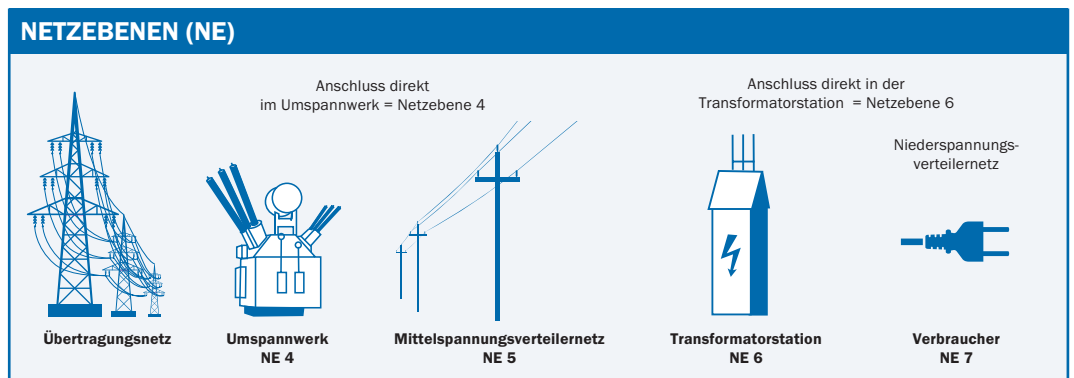 NETZEBENEN (NE)
Anschluss direkt
im Umspannwerk = Netzebene 4
Anschluss direkt in der
Transformatorstation = Netzebene 6
Niederspannungs-
verteilernetz
Übertragungsnetz
Umspannwerk
NE 4
Mittelspannungsverteilernetz
NE 5
Transformatorstation
NE 6
Verbraucher
NE 7